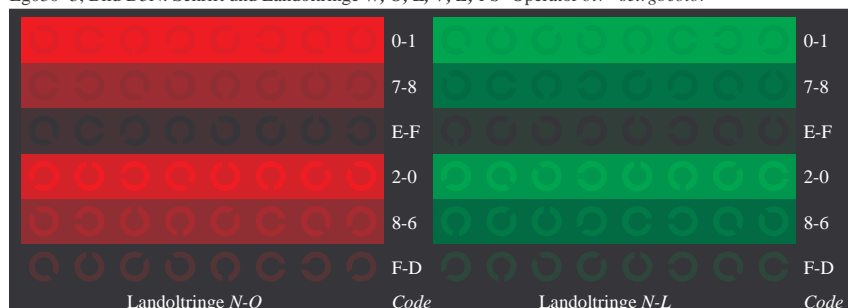 0-1 0-1
7-8 7-8
E-F E-F
2-0 2-0
8-6 8-6
F-D F-D
Landoltringe N-O Code Landoltringe N-L Code